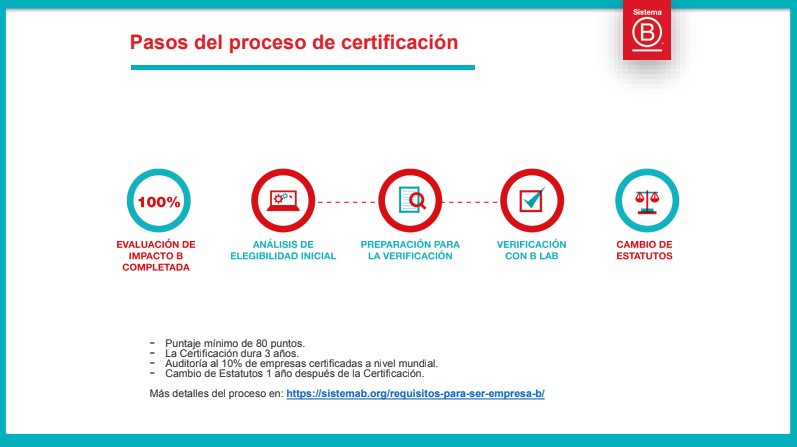 Sistema
B
Pasos del proceso de certificación
100%
EVALUACIÓN DE
IMPACTO B
COMPLETADA
ANÁLISIS DE
ELEGIBILIDAD INICIAL
PREPARACIÓN PARA
LA VERIFICACIÓN
VERIFICACIÓN
CON B LAB
CAMBIO DE
ESTATUTOS
− Puntaje mínimo de 80 puntos.
− La Certificación dura 3 años.
− Auditoría al 10% de empresas certificadas a nivel mundial.
− Cambio de Estatutos 1 año después de la Certificación.
Más detalles del proceso en: https://sistemab.org/requisitos-para-ser-empresa-b/